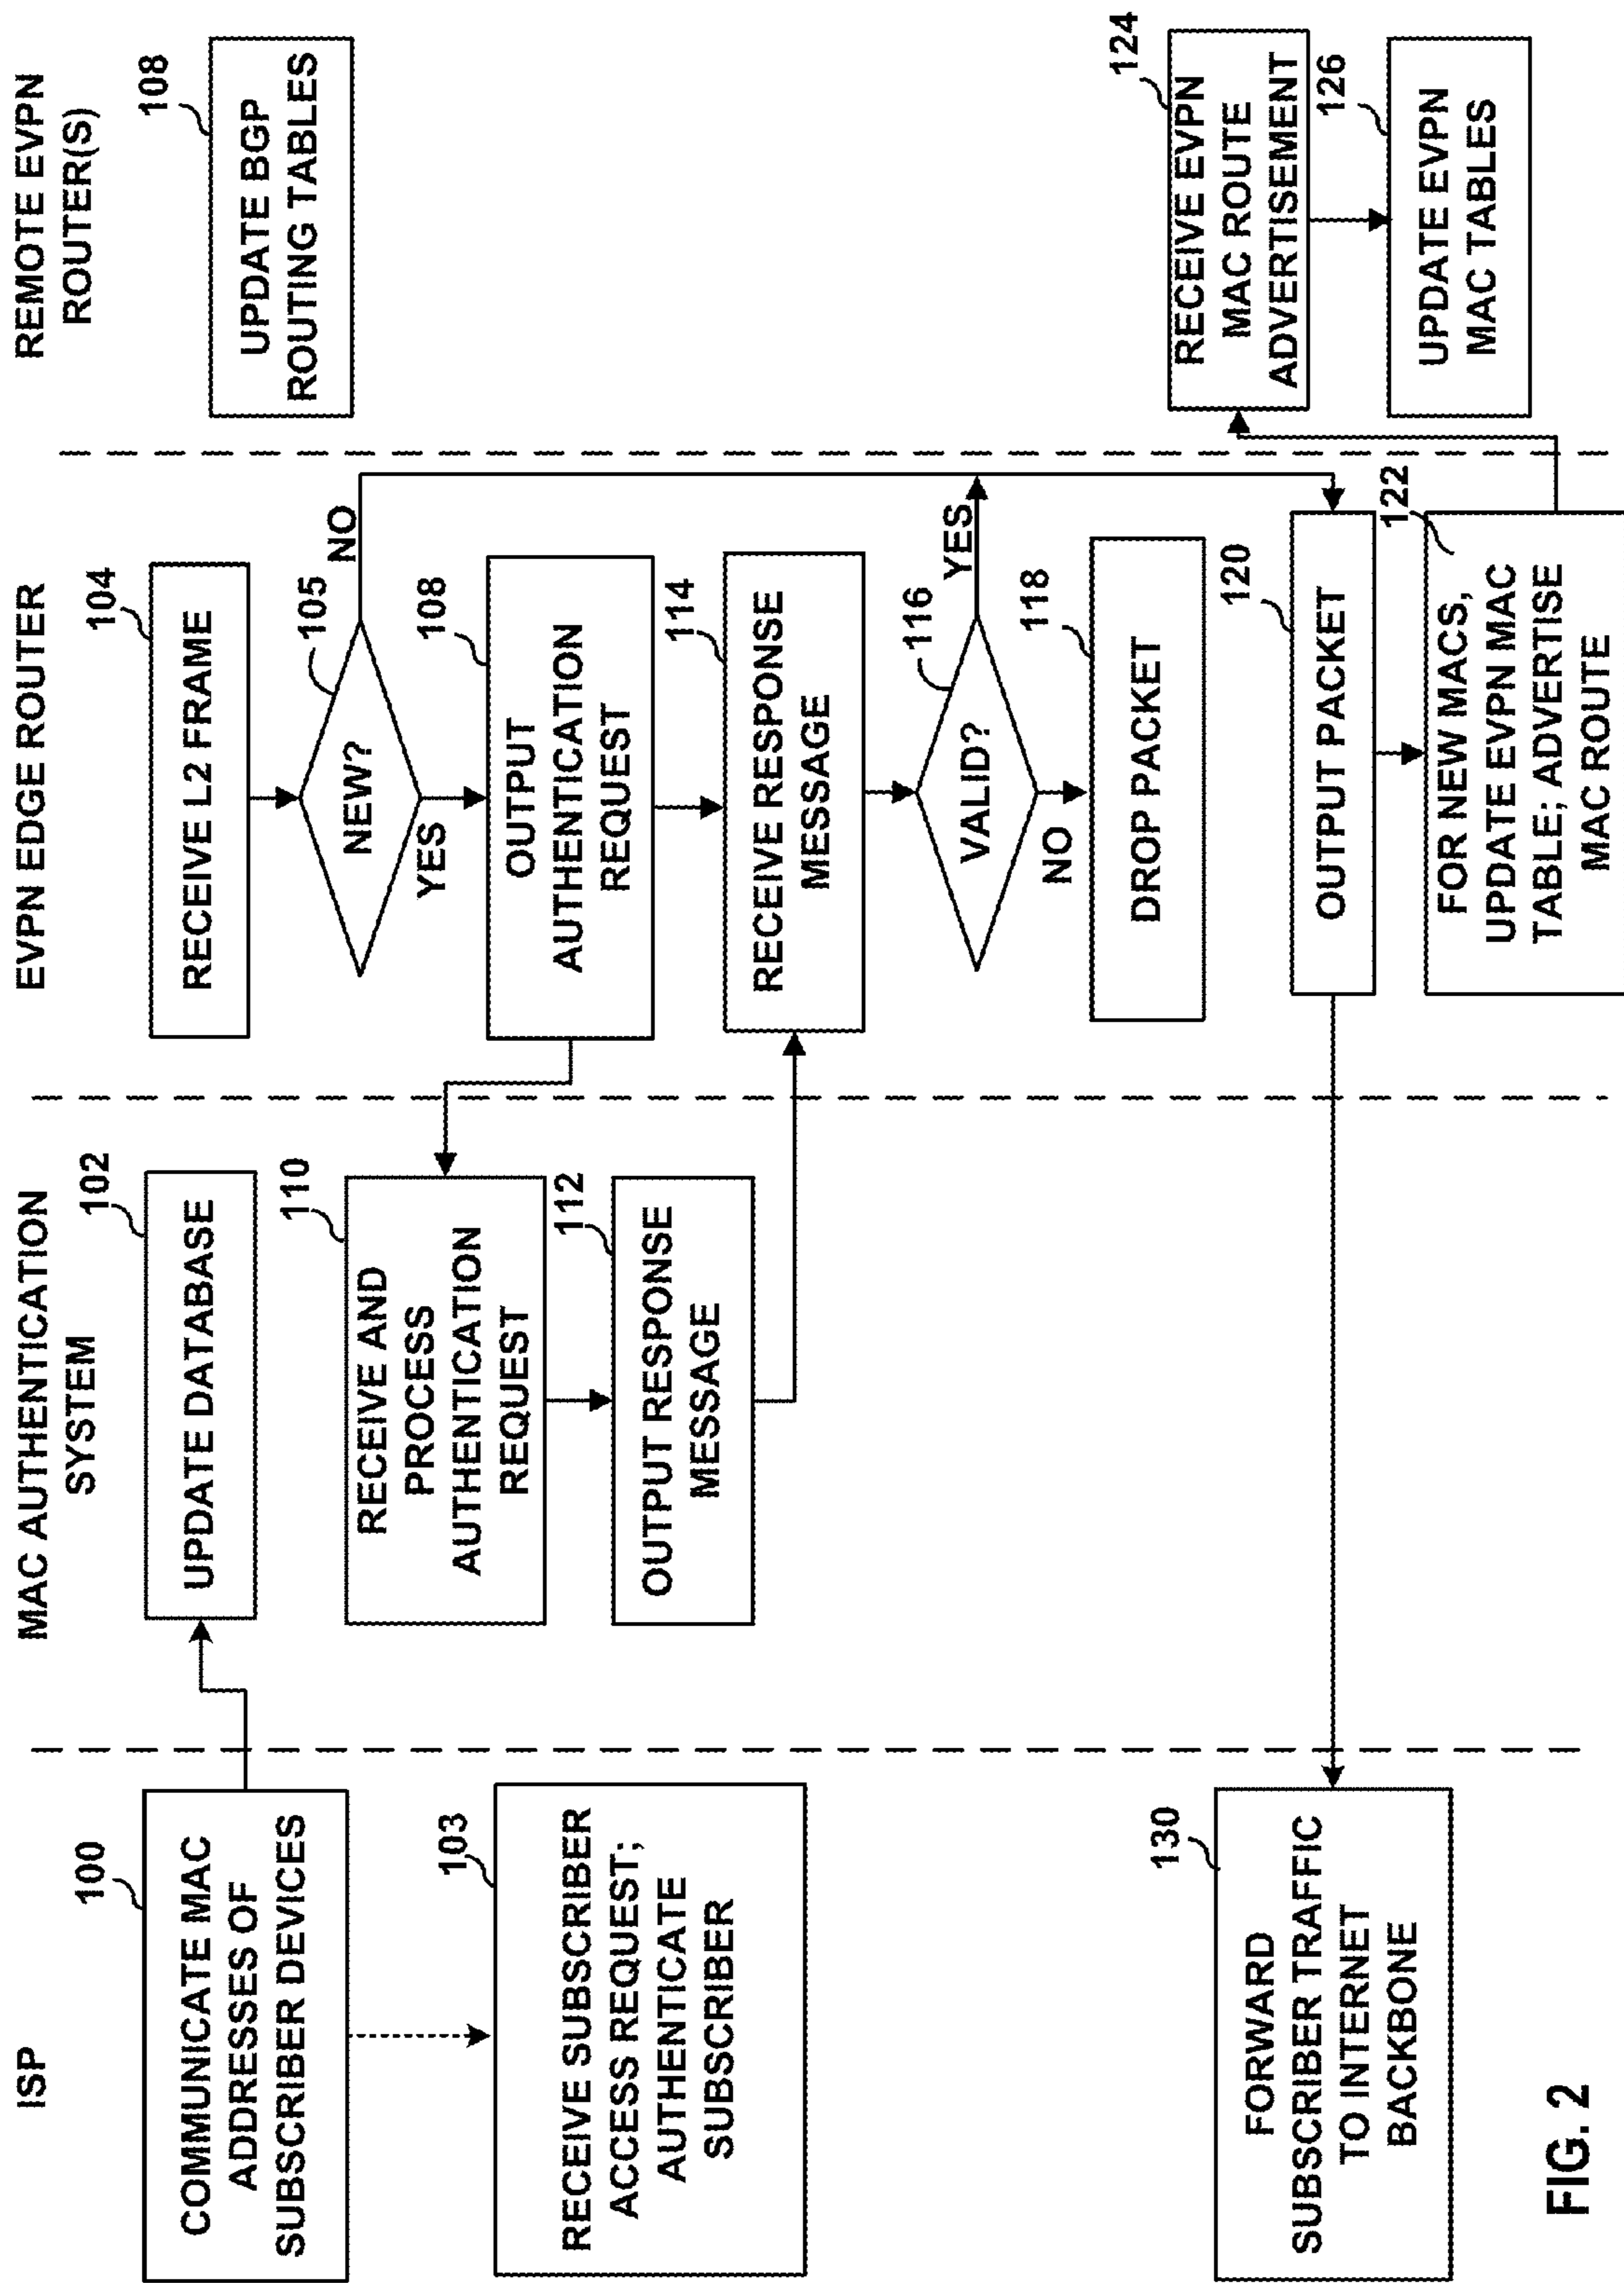 ISP
100
COMMUNICATE MAC
ADDRESSES OF
SUBSCRIBER DEVICES
103
RECEIVE SUBSCRIBER
ACCESS REQUEST;
AUTHENTICATE
SUBSCRIBER
130
FORWARD
SUBSCRIBER TRAFFIC
TO INTERNET
BACKBONE
MAC AUTHENTICATION
SYSTEM
102
UPDATE DATABASE
110
RECEIVE AND
PROCESS
AUTHENTICATION
REQUEST
112
OUTPUT RESPONSE
MESSAGE
EVPN EDGE ROUTER
104
RECEIVE L2 FRAME
105
NEW?
NO
YES
108
OUTPUT
AUTHENTICATION
REQUEST
114
RECEIVE RESPONSE
MESSAGE
116
VALID?
YES
NO
118
DROP PACKET
120
OUTPUT PACKET
122
FOR NEW MACS,
UPDATE EVPN MAC
TABLE; ADVERTISE
MAC ROUTE
REMOTE EVPN
ROUTER(S)
108
UPDATE BGP
ROUTING TABLES
124
RECEIVE EVPN
MAC ROUTE
ADVERTISEMENT
126
UPDATE EVPN
MAC TABLES
FIG. 2